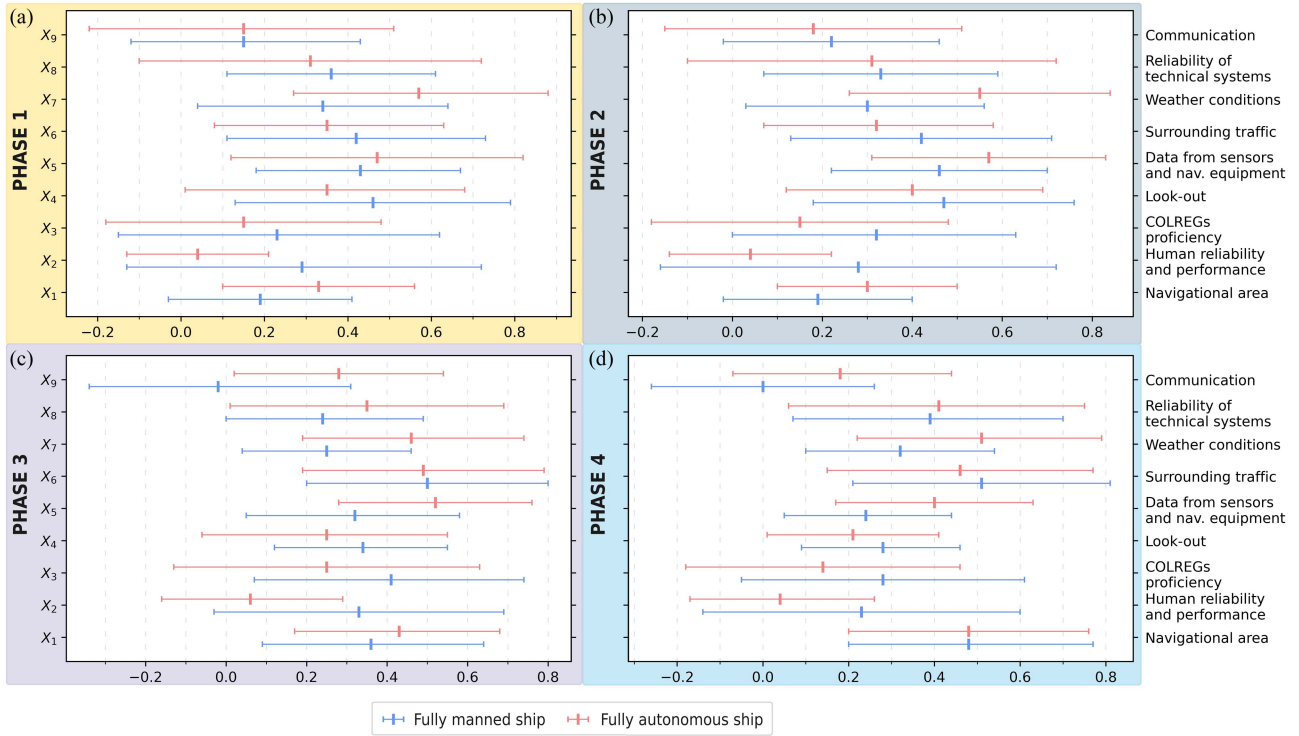 (a)
PHASE 1
X9
X8
X7
X6
X5
X4
X3
X2
X1
−0.2 0.0 0.2 0.4 0.6 0.8
(b)
PHASE 2
Communication
Reliability of
technical systems
Weather conditions
Surrounding traffic
Data from sensors
and nav. equipment
Look-out
COLREGs
proficiency
Human reliability
and performance
Navigational area
−0.2 0.0 0.2 0.4 0.6 0.8
(c)
PHASE 3
X9
X8
X7
X6
X5
X4
X3
X2
X1
−0.2 0.0 0.2 0.4 0.6 0.8
(d)
PHASE 4
Communication
Reliability of
technical systems
Weather conditions
Surrounding traffic
Data from sensors
and nav. equipment
Look-out
COLREGs
proficiency
Human reliability
and performance
Navigational area
−0.2 0.0 0.2 0.4 0.6 0.8
Fully manned ship Fully autonomous ship